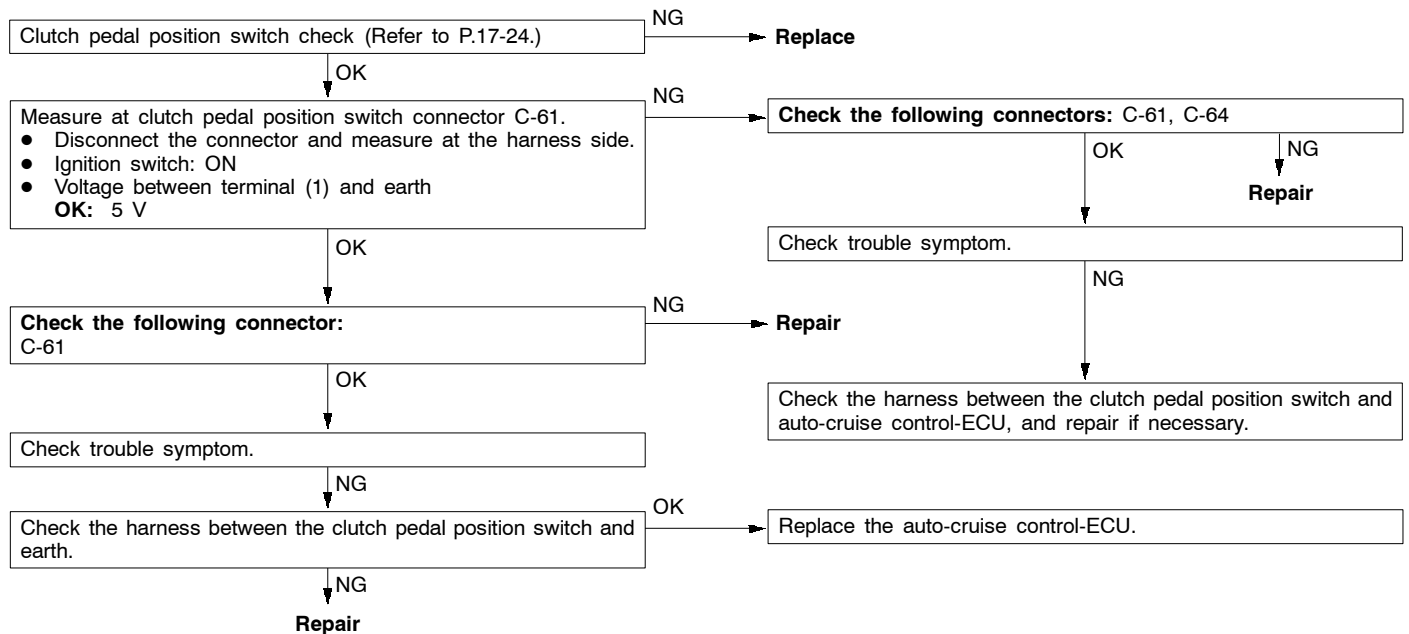 Clutch pedal position switch check (Refer to P.17-24.)
NG
Replace
OK
Measure at clutch pedal position switch connector C-61.
● Disconnect the connector and measure at the harness side.
● Ignition switch: ON
● Voltage between terminal (1) and earth
OK: 5 V
NG
Check the following connectors: C-61, C-64
OK
NG
Repair
Check trouble symptom.
NG
Check the harness between the clutch pedal position switch and
auto-cruise control-ECU, and repair if necessary.
OK
Check the following connector:
C-61
NG
Repair
OK
Check trouble symptom.
NG
Check the harness between the clutch pedal position switch and
earth.
OK
Replace the auto-cruise control-ECU.
NG
Repair